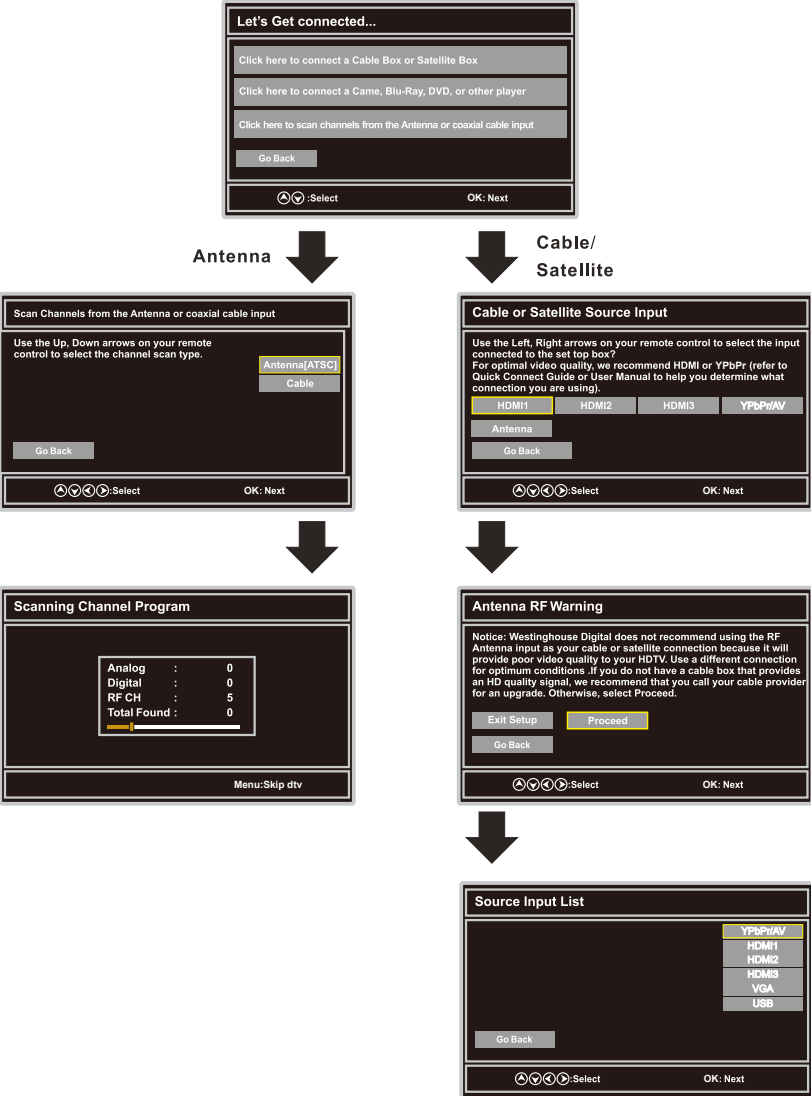 Let's Get connected...
Click here to connect a Cable Box or Satellite Box
Click here to connect a Came, Blu-Ray, DVD, or other player
Click here to scan channels from the Antenna or coaxial cable input
Go Back
:Select
OK: Next
Antenna
Cable/
Satellite
Scan Channels from the Antenna or coaxial cable input
Use the Up, Down arrows on your remote
control to select the channel scan type.
Antenna[ATSC]
Cable
Go Back
:Select
OK: Next
Cable or Satellite Source Input
Use the Left, Right arrows on your remote control to select the input
connected to the set top box?
For optimal video quality, we recommend HDMI or YPbPr (refer to
Quick Connect Guide or User Manual to help you determine what
connection you are using).
HDMI1
HDMI2
HDMI3
YPbPr/AV
Antenna
Go Back
:Select
OK: Next
Scanning Channel Program
Analog : 0
Digital : 0
RF CH : 5
Total Found : 0
Menu:Skip dtv
Antenna RF Warning
Notice: Westinghouse Digital does not recommend using the RF
Antenna input as your cable or satellite connection because it will
provide poor video quality to your HDTV. Use a different connection
for optimum conditions .If you do not have a cable box that provides
an HD quality signal, we recommend that you call your cable provider
for an upgrade. Otherwise, select Proceed.
Exit Setup
Proceed
Go Back
:Select
OK: Next
Source Input List
YPbPr/AV
HDMI1
HDMI2
HDMI3
VGA
USB
Go Back
:Select
OK: Next